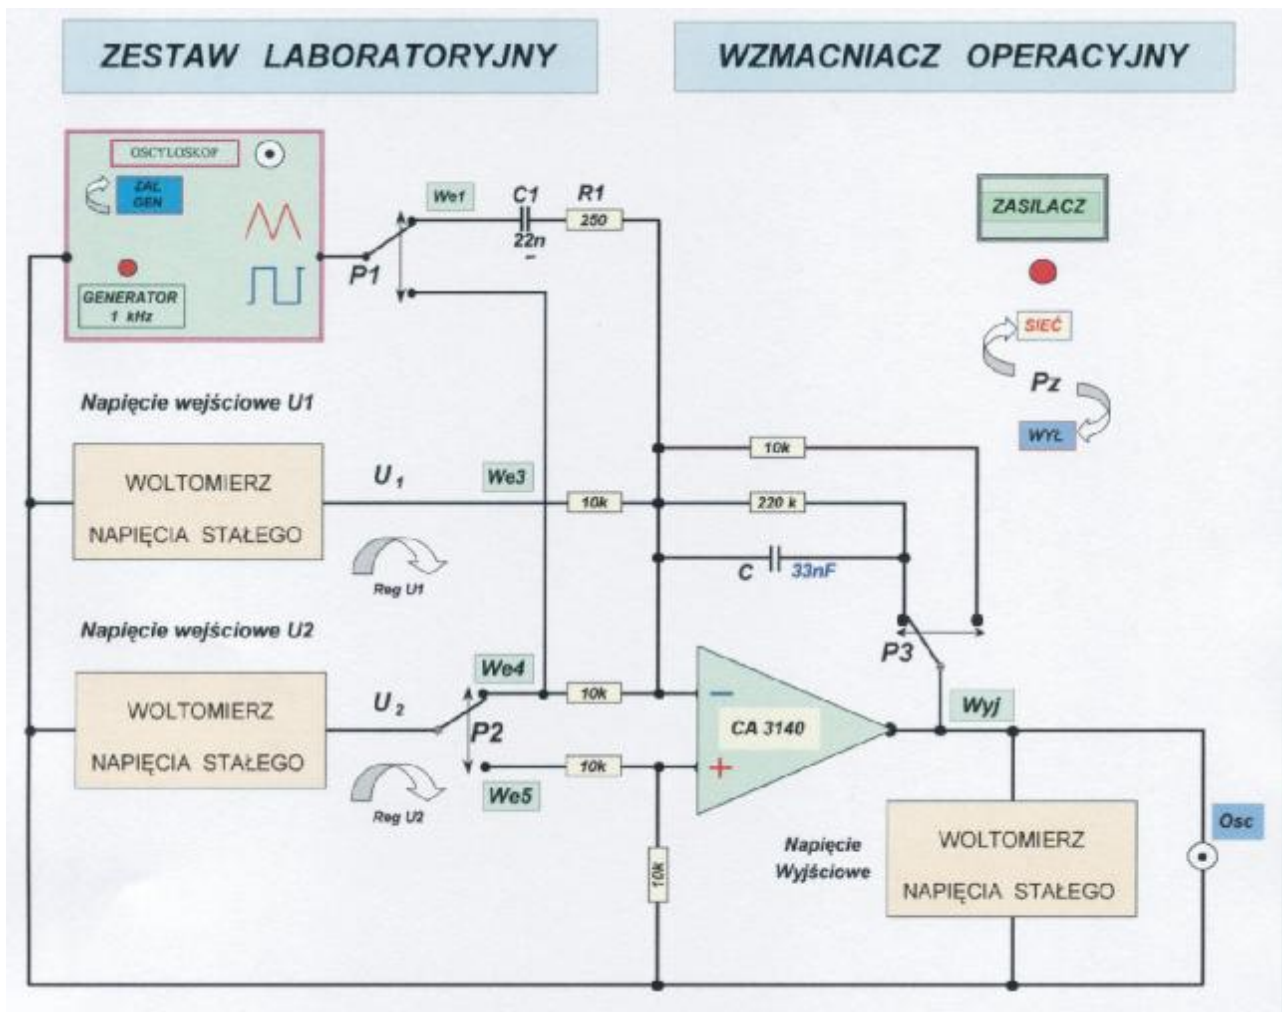 ZESTAW LABORATORYJNY
WZMACNIACZ OPERACYJNY
OSCYLOSKOP
ZAŁ
GEN
GENERATOR
1 kHz
P1
We1
C1
22n
R1
250
ZASILACZ
SIEĆ
Pz
WYŁ
Napięcie wejściowe U1
WOLTOMIERZ
NAPIĘCIA STAŁEGO
U1
We3
10k
Reg U1
10k
220 k
C
33nF
P3
Napięcie wejściowe U2
WOLTOMIERZ
NAPIĘCIA STAŁEGO
U2
We4
10k
P2
10k
We5
Reg U2
10k
CA 3140
Wyj
Napięcie
Wyjściowe
WOLTOMIERZ
NAPIĘCIA STAŁEGO
Osc